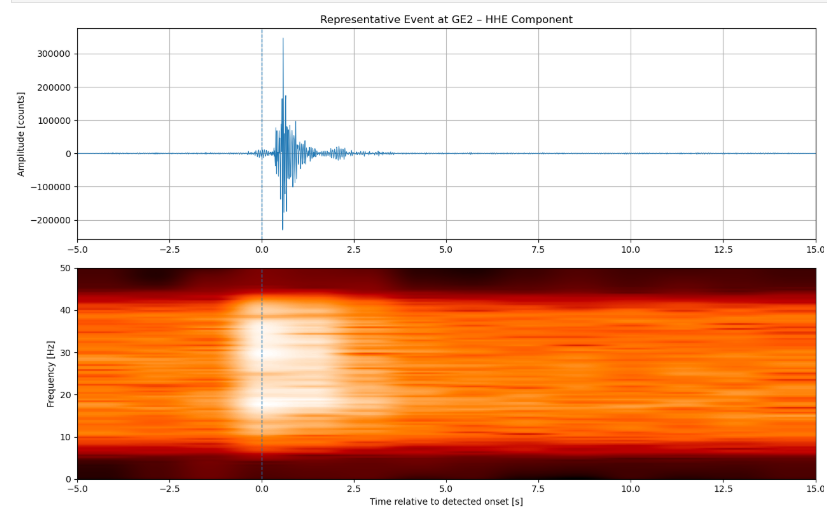 Representative Event at GE2 – HHE Component
Amplitude [counts]
300000
200000
100000
0
−100000
−200000
−5.0 −2.5 0.0 2.5 5.0 7.5 10.0 12.5 15.0
Frequency [Hz]
50
40
30
20
10
0
−5.0 −2.5 0.0 2.5 5.0 7.5 10.0 12.5 15.0
Time relative to detected onset [s]